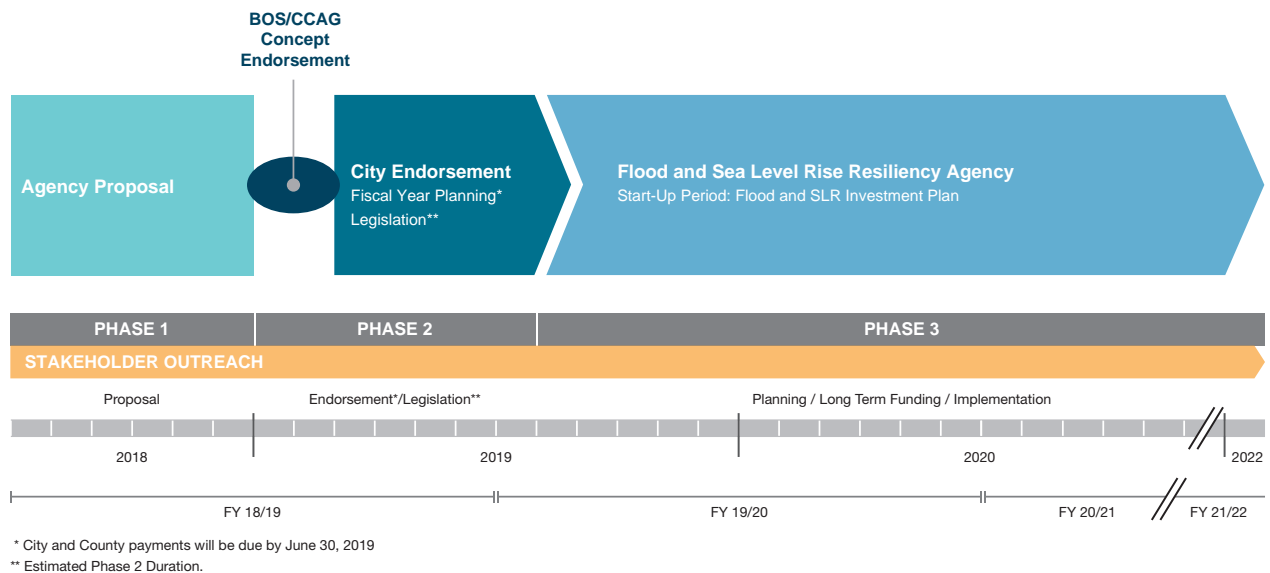 BOS/CCAG
Concept
Endorsement
Agency Proposal
City Endorsement
Fiscal Year Planning*
Legislation**
Flood and Sea Level Rise Resiliency Agency
Start-Up Period: Flood and SLR Investment Plan
PHASE 1
PHASE 2
PHASE 3
STAKEHOLDER OUTREACH
Proposal
Endorsement*/Legislation**
Planning / Long Term Funding / Implementation
2018
2019
2020
2022
FY 18/19
FY 19/20
FY 20/21
FY 21/22
* City and County payments will be due by June 30, 2019
** Estimated Phase 2 Duration.